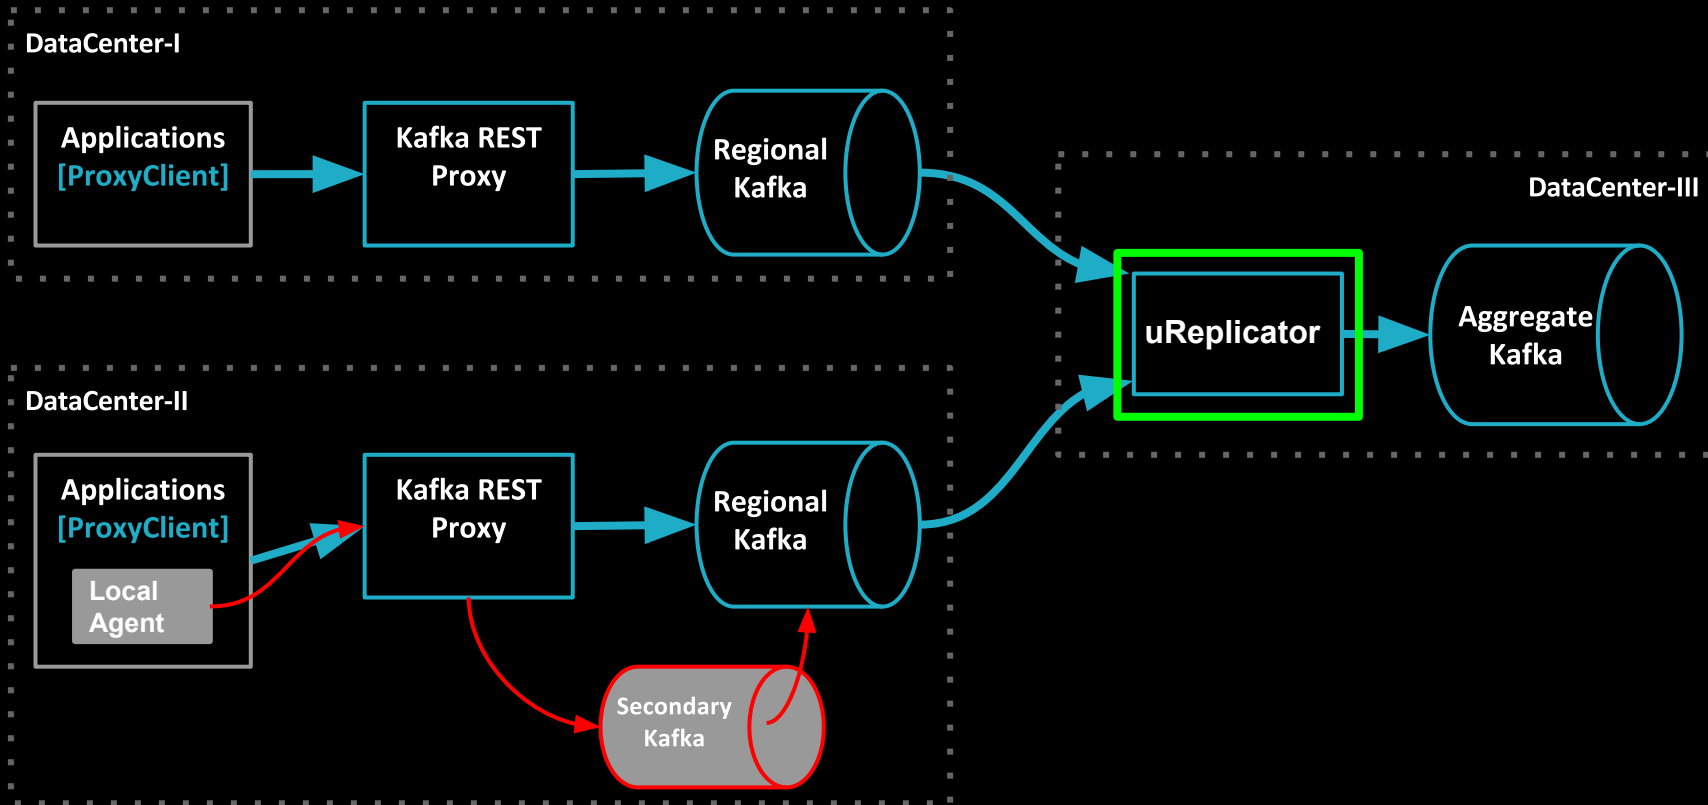 DataCenter-I
Applications
[ProxyClient]
Kafka REST
Proxy
Regional
Kafka
DataCenter-II
Applications
[ProxyClient]
Local
Agent
Kafka REST
Proxy
Regional
Kafka
Secondary
Kafka
DataCenter-III
uReplicator
Aggregate
Kafka